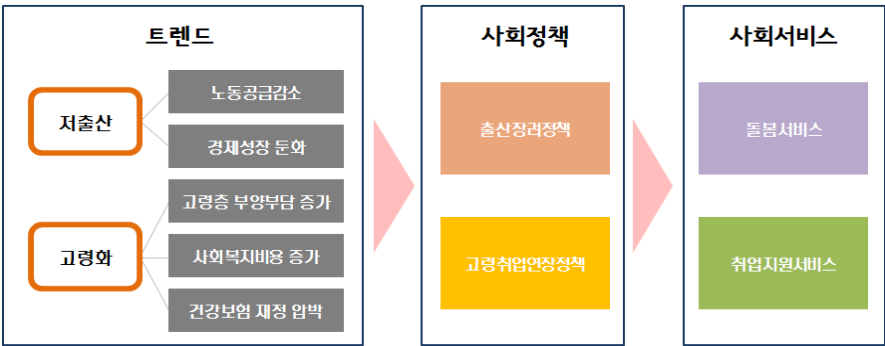 트렌드
저출산
노동공급감소
경제성장 둔화
고령화
고령층 부양부담 증가
사회복지비용 증가
건강보험 재정 압박
사회정책
출산장려정책
고령취업연장정책
사회서비스
돌봄서비스
취업지원서비스